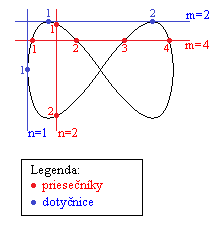 1 2 m=2
1
1 2 3 4 m=4
1
2
n=1 n=2
Legenda:
priesečníky
dotyčnice